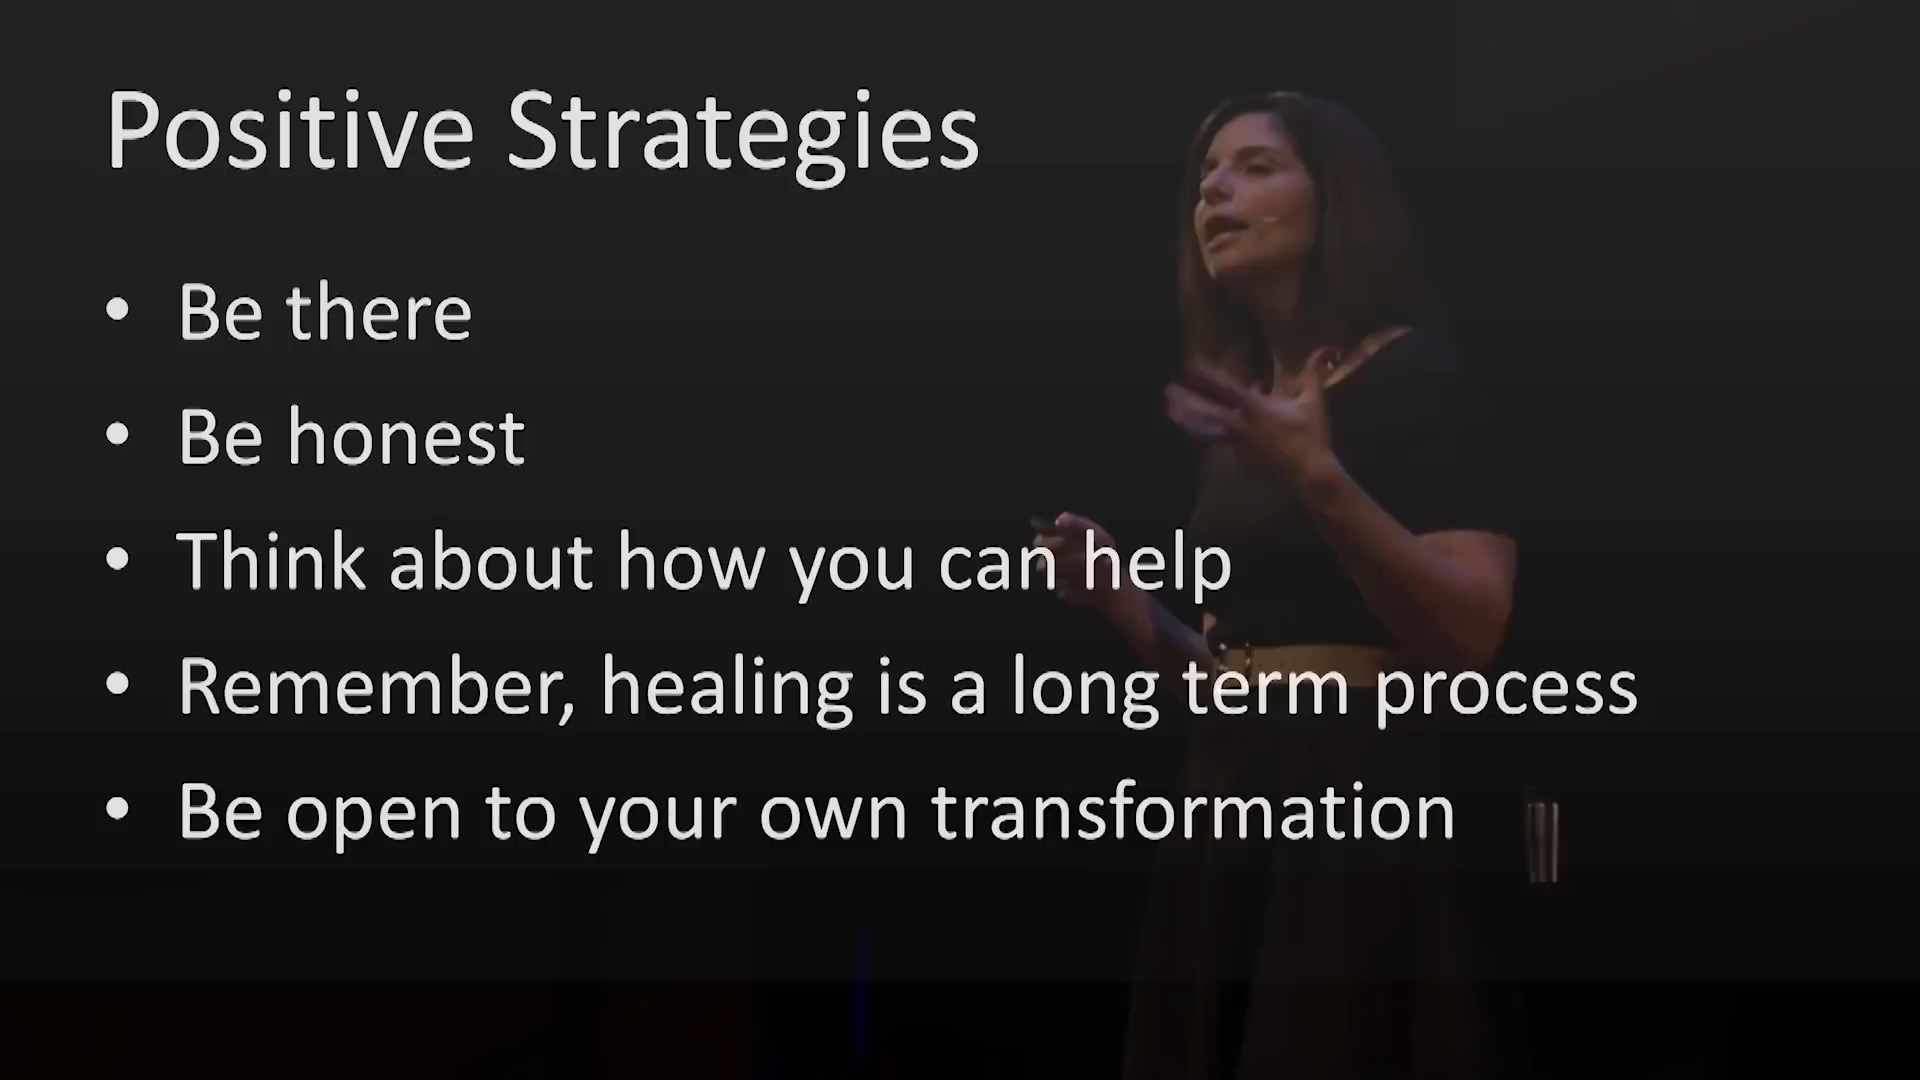 Positive Strategies
• Be there
• Be honest
• Think about how you can help
• Remember, healing is a long term process
• Be open to your own transformation